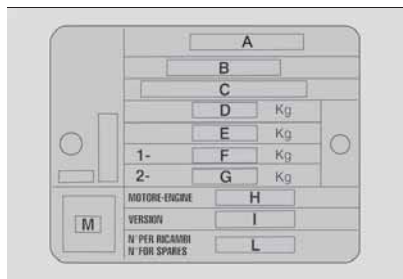 A
B
C
D Kg
E Kg
1- F Kg
2- G Kg
MOTORE-ENGINE H
M
VERSION I
N° PER RICAMBI
N° FOR SPARES
L